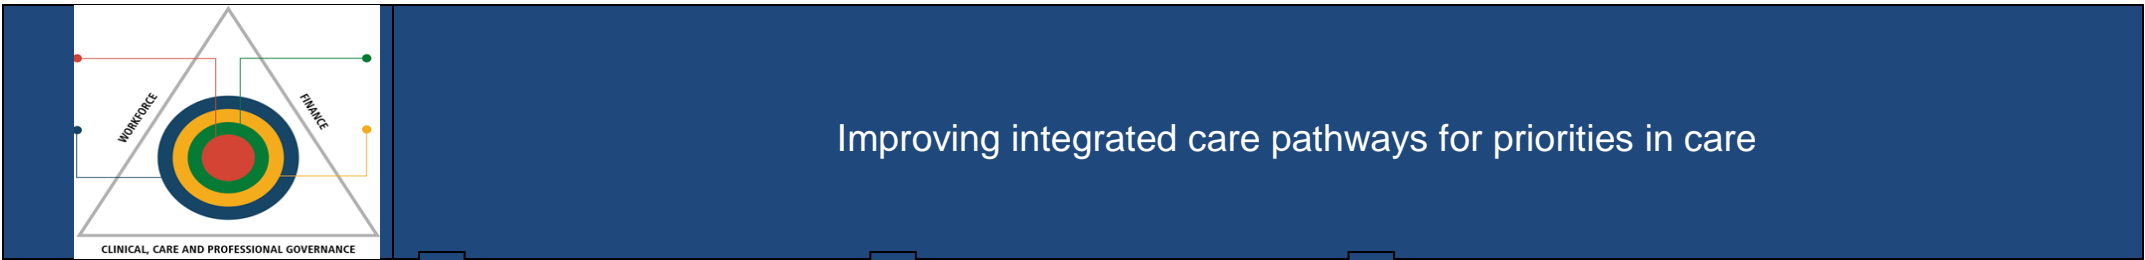 WORKFORCE
FINANCE
CLINICAL, CARE AND PROFESSIONAL GOVERNANCE
Improving integrated care pathways for priorities in care